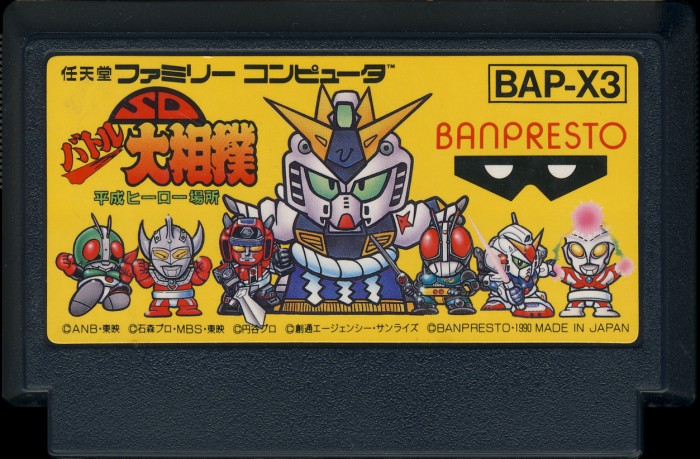 任天堂 ファミリー コンピュータ™
BAP-X3
SD
バトル
大相撲
平成ヒーロー場所
BANPRESTO
©ANB・東映 ©石森プロ・MBS・東映 ©円谷プロ ©創通エージェンシー・サンライズ ©BANPRESTO・1990 MADE IN JAPAN